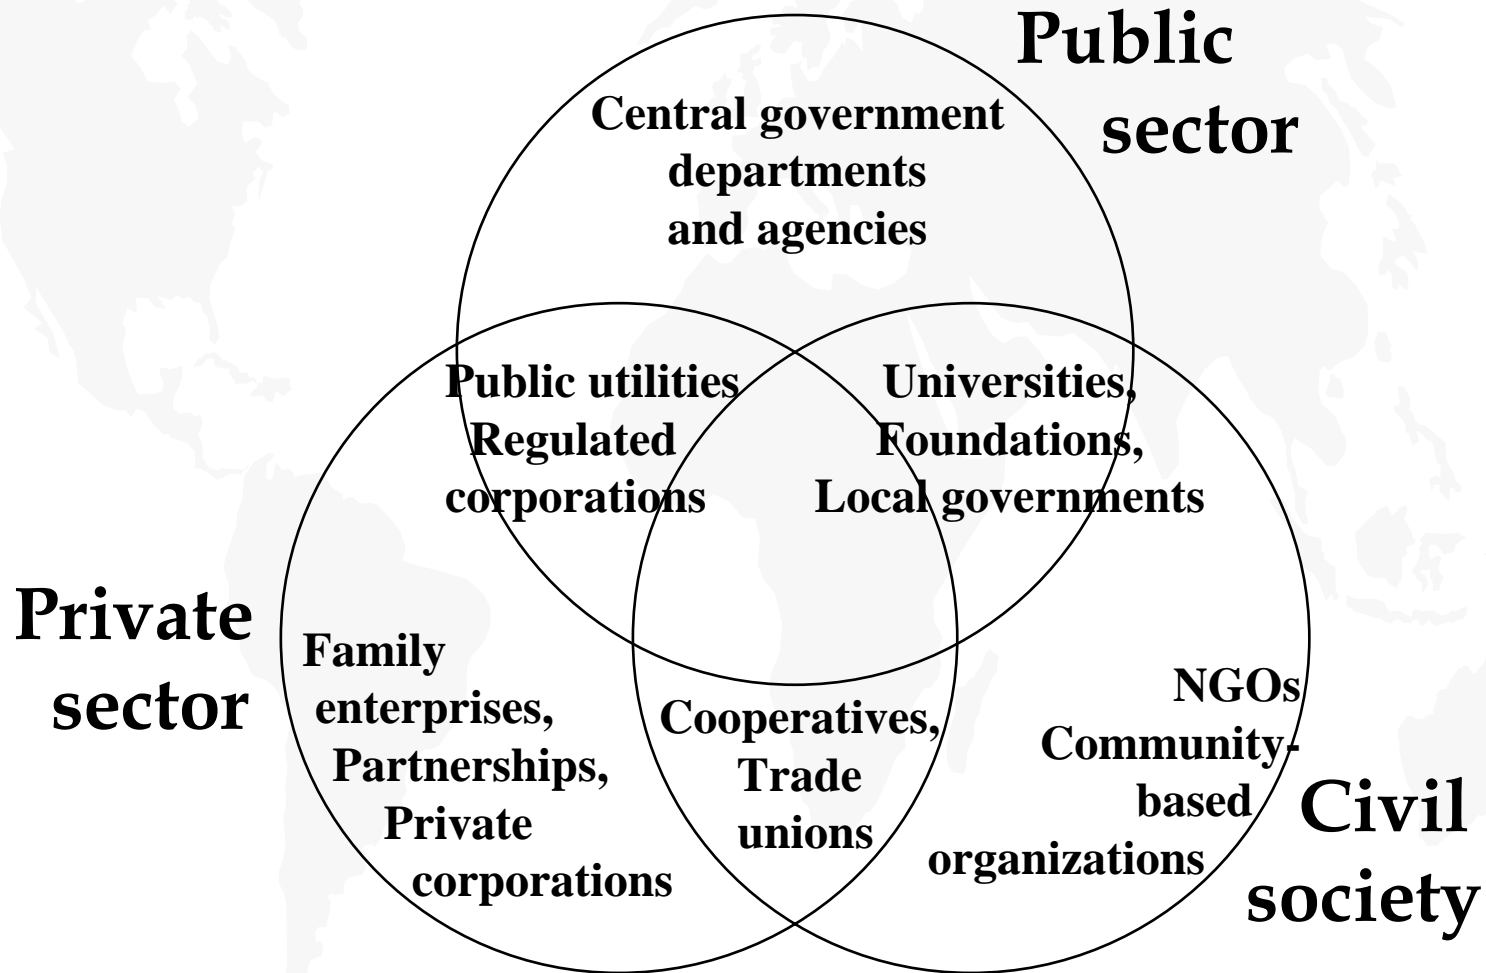 Public
sector
Central government
departments
and agencies
Public utilities
Regulated
corporations
Universities,
Foundations,
Local governments
Private
sector
Family
enterprises,
Partnerships,
Private
corporations
Cooperatives,
Trade
unions
NGOs
Community-
based
organizations
Civil
society